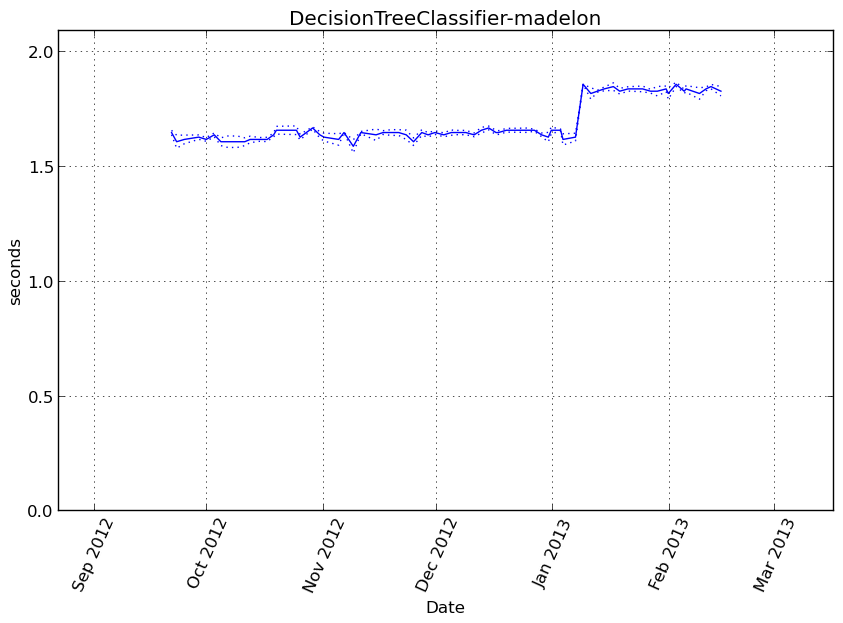 DecisionTreeClassifier-madelon
2.0
1.5
1.0
0.5
0.0
seconds
Sep 2012
Oct 2012
Nov 2012
Dec 2012
Jan 2013
Feb 2013
Mar 2013
Date